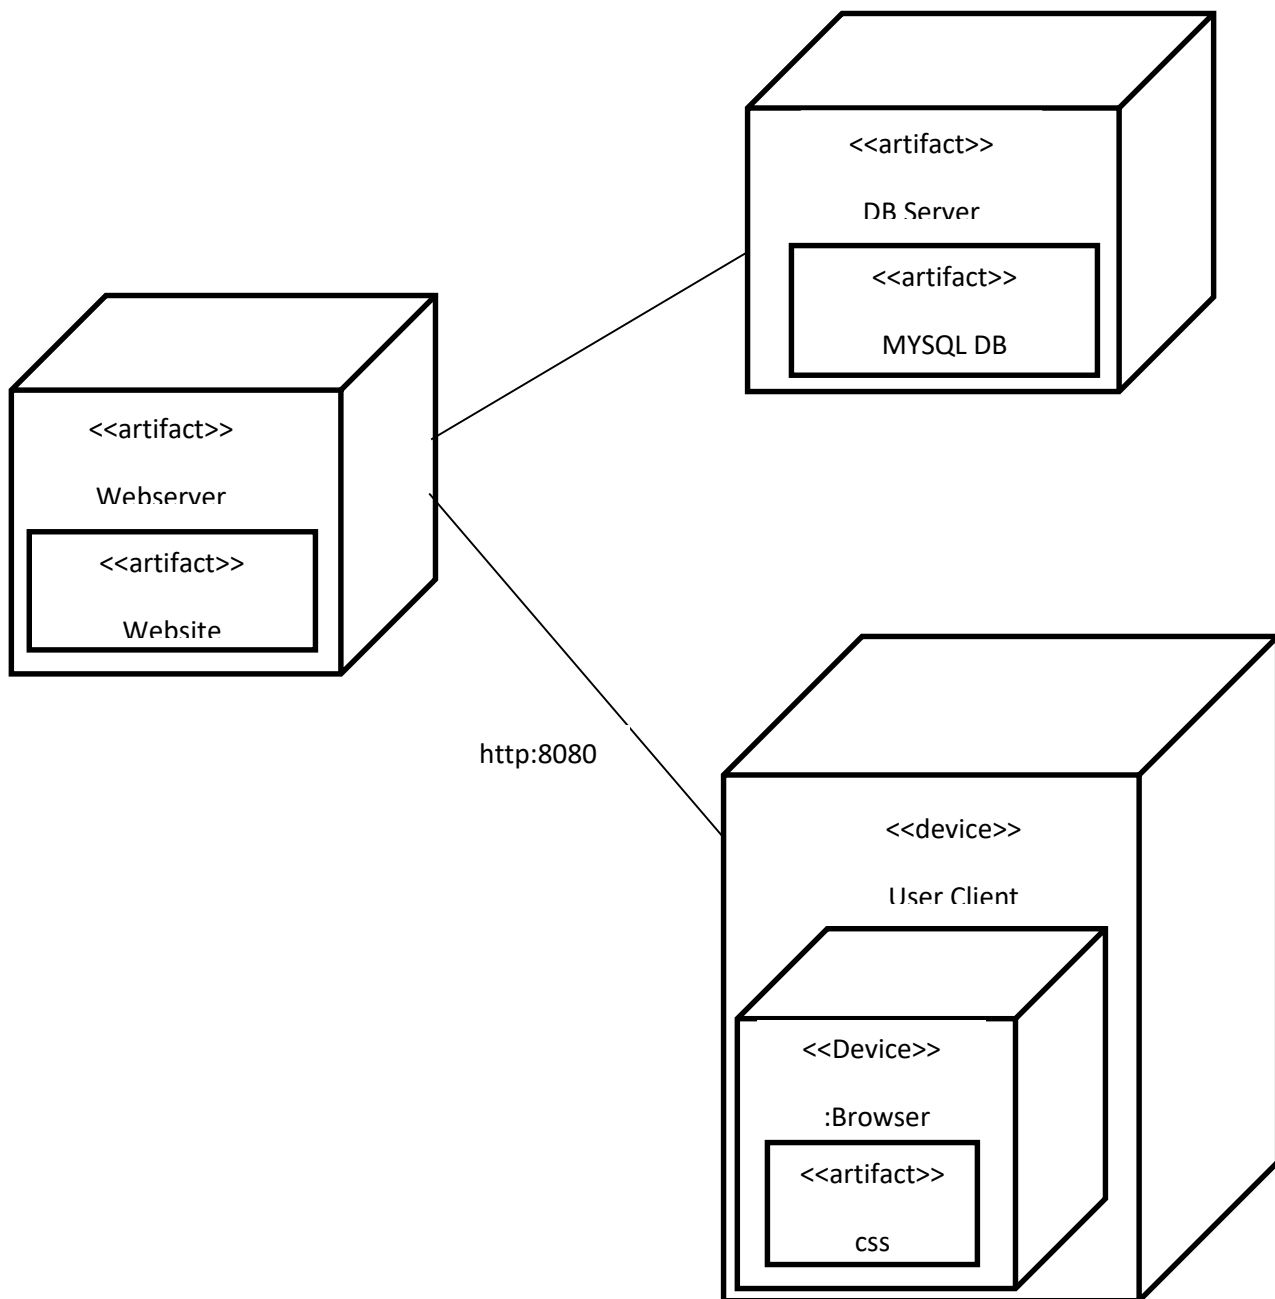 <<artifact>>
DB Server
<<artifact>>
MYSQL DB
<<artifact>>
Webserver
<<artifact>>
Website
http:8080
<<device>>
User Client
<<Device>>
:Browser
<<artifact>>
css